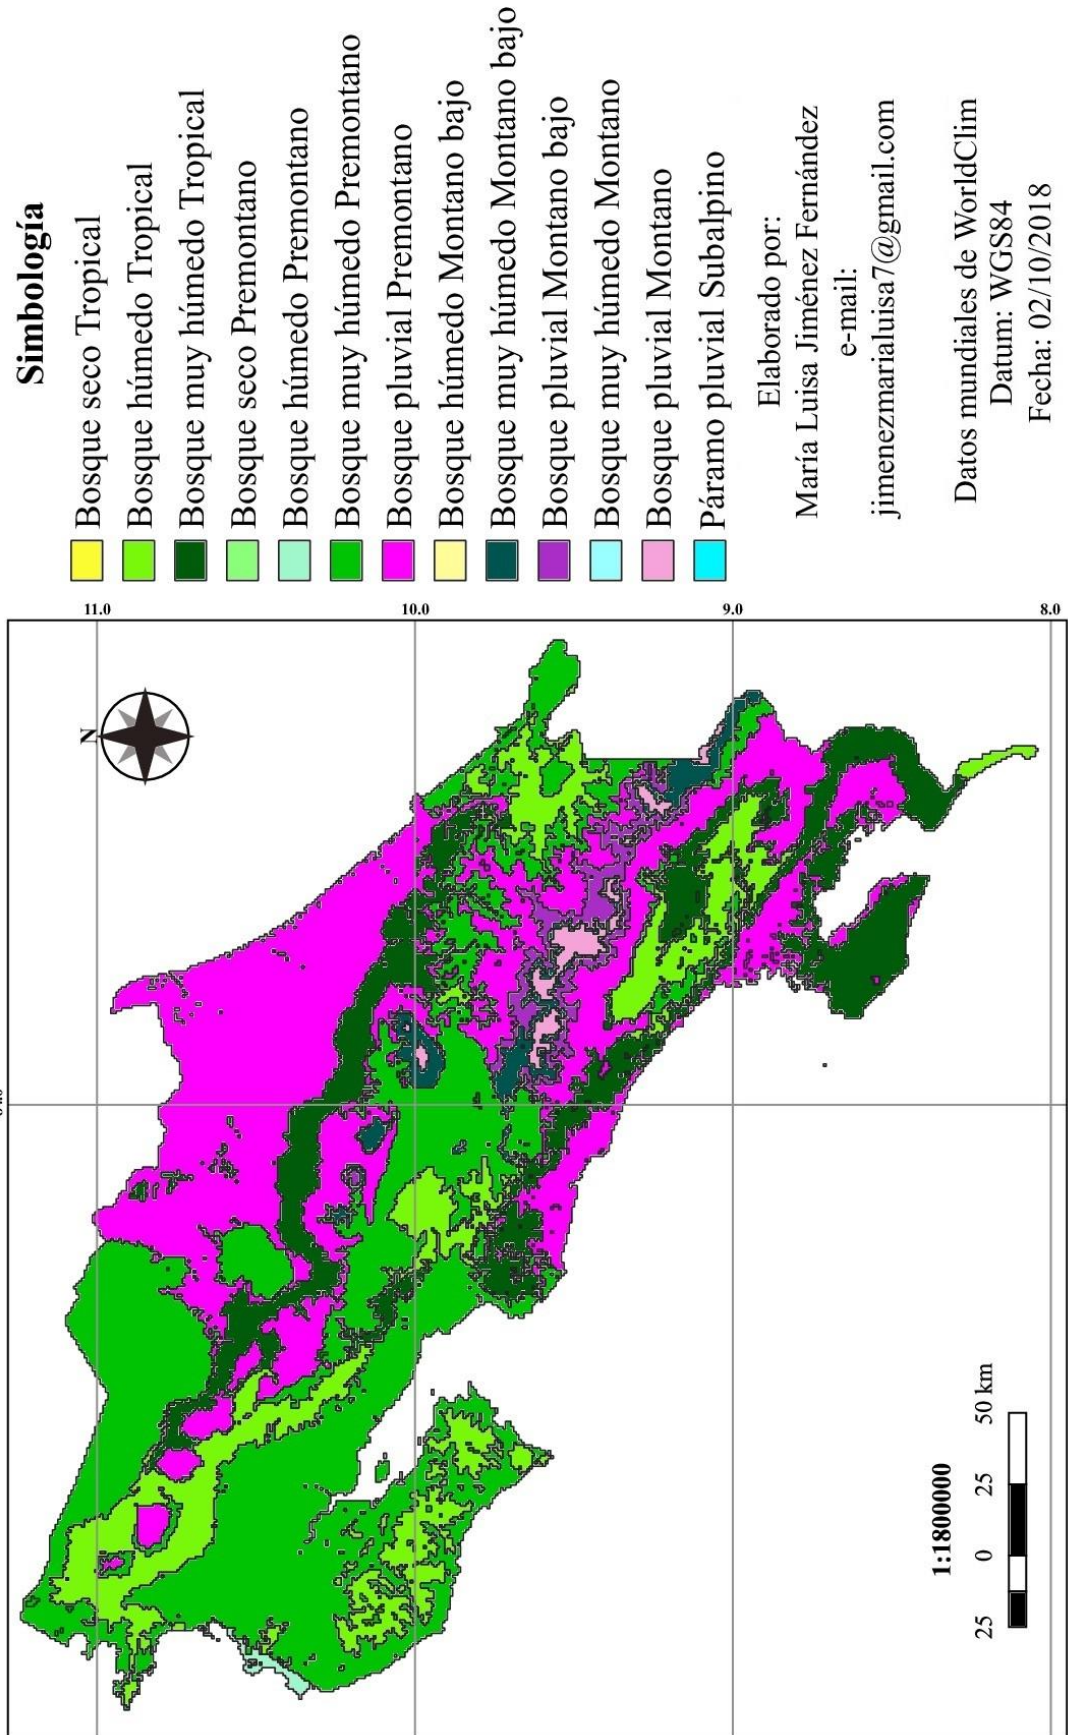 Simbología
Bosque seco Tropical
Bosque húmedo Tropical
Bosque muy húmedo Tropical
Bosque seco Premontano
Bosque húmedo Premontano
Bosque muy húmedo Premontano
Bosque pluvial Premontano
Bosque húmedo Montano bajo
Bosque muy húmedo Montano bajo
Bosque pluvial Montano bajo
Bosque muy húmedo Montano
Bosque pluvial Montano
Páramo pluvial Subalpino
Elaborado por:
María Luisa Jinénez Fernández
e-mail:
jimenezmarialuisa7@gmail.com
Datos mundiales de WorldClim
Datum: WGS84
Fecha: 02/10/2018
11.0
10.0
9.0
8.0
N
1:1800000
25 0 25 50 km